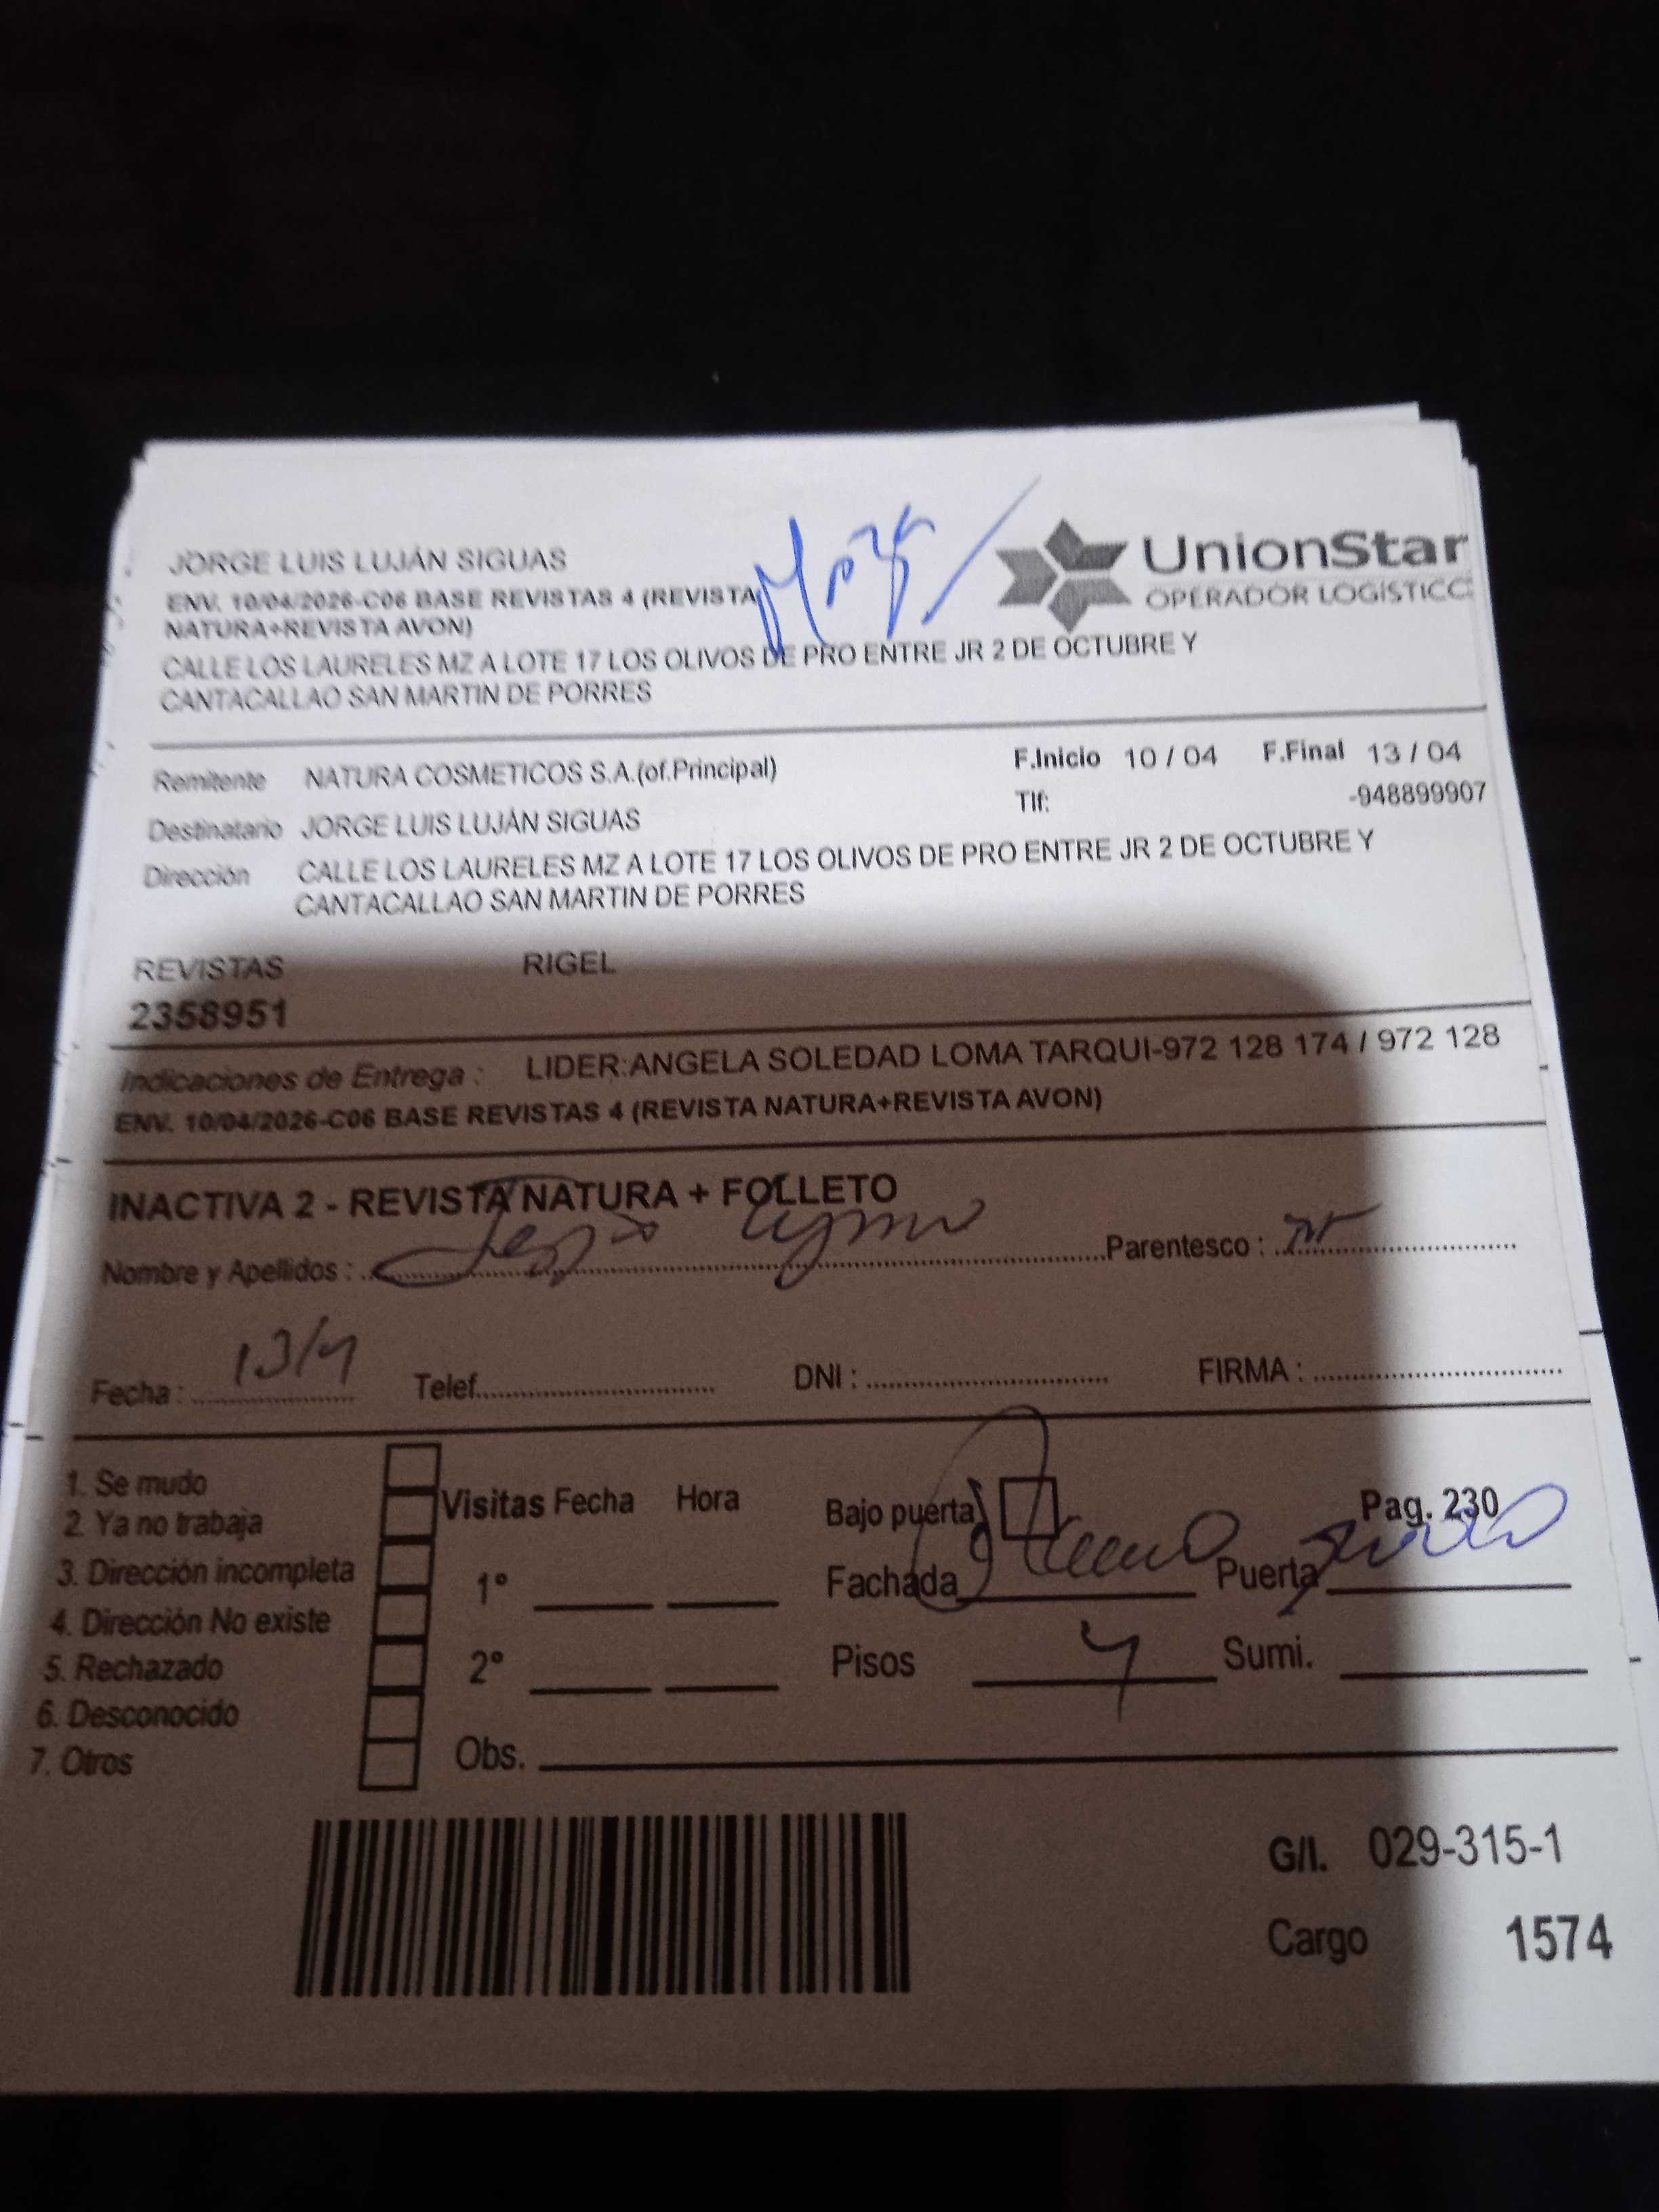 JORGE LUIS LUJÁN SIGUAS
ENV. 10/04/2026-C06 BASE REVISTAS 4 (REVISTA
NATURA+REVISTA AVON)
CALLE LOS LAURELES MZ A LOTE 17 LOS OLIVOS DE PRO ENTRE JR 2 DE OCTUBRE Y
CANTACALLAO SAN MARTIN DE PORRES
UnionStar
OPERADOR LOGÍSTICO
Remitente NATURA COSMETICOS S.A.(of.Principal)
F.Inicio 10 / 04 F.Final 13 / 04
Tlf: -948899907
Destinatario JORGE LUIS LUJÁN SIGUAS
Dirección CALLE LOS LAURELES MZ A LOTE 17 LOS OLIVOS DE PRO ENTRE JR 2 DE OCTUBRE Y
CANTACALLAO SAN MARTIN DE PORRES
REVISTAS RIGEL
2358951
Indicaciones de Entrega : LIDER:ANGELA SOLEDAD LOMA TARQUI-972 128 174 / 972 128
ENV. 10/04/2026-C06 BASE REVISTAS 4 (REVISTA NATURA+REVISTA AVON)
INACTIVA 2 - REVISTA NATURA + FOLLETO
Nombre y Apellidos : Parentesco :
Fecha : 13/4 Telef. DNI : FIRMA :
1. Se mudo
2. Ya no trabaja
3. Dirección incompleta
4. Dirección No existe
5. Rechazado
6. Desconocido
7. Otros
Visitas Fecha Hora
1°
2°
Obs.
Bajo puerta Pag. 230
Fachada Puerta
Pisos 4 Sumi.
G/I. 029-315-1
Cargo 1574